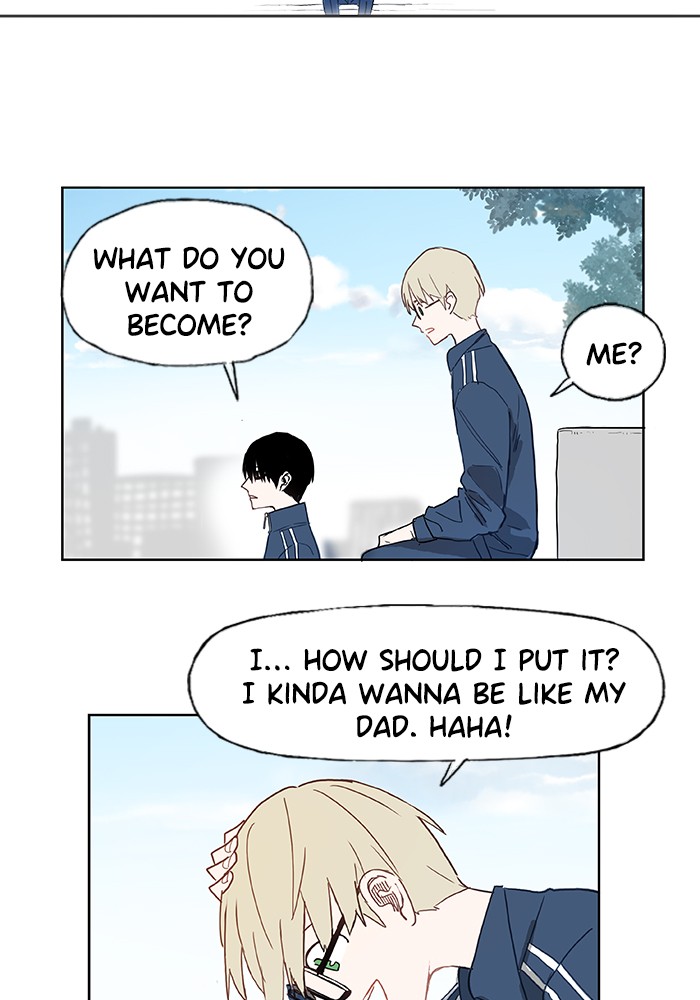 WHAT DO YOU
WANT TO
BECOME?
ME?
I... HOW SHOULD I PUT IT?
I KINDA WANNA BE LIKE MY
DAD. HAHA!